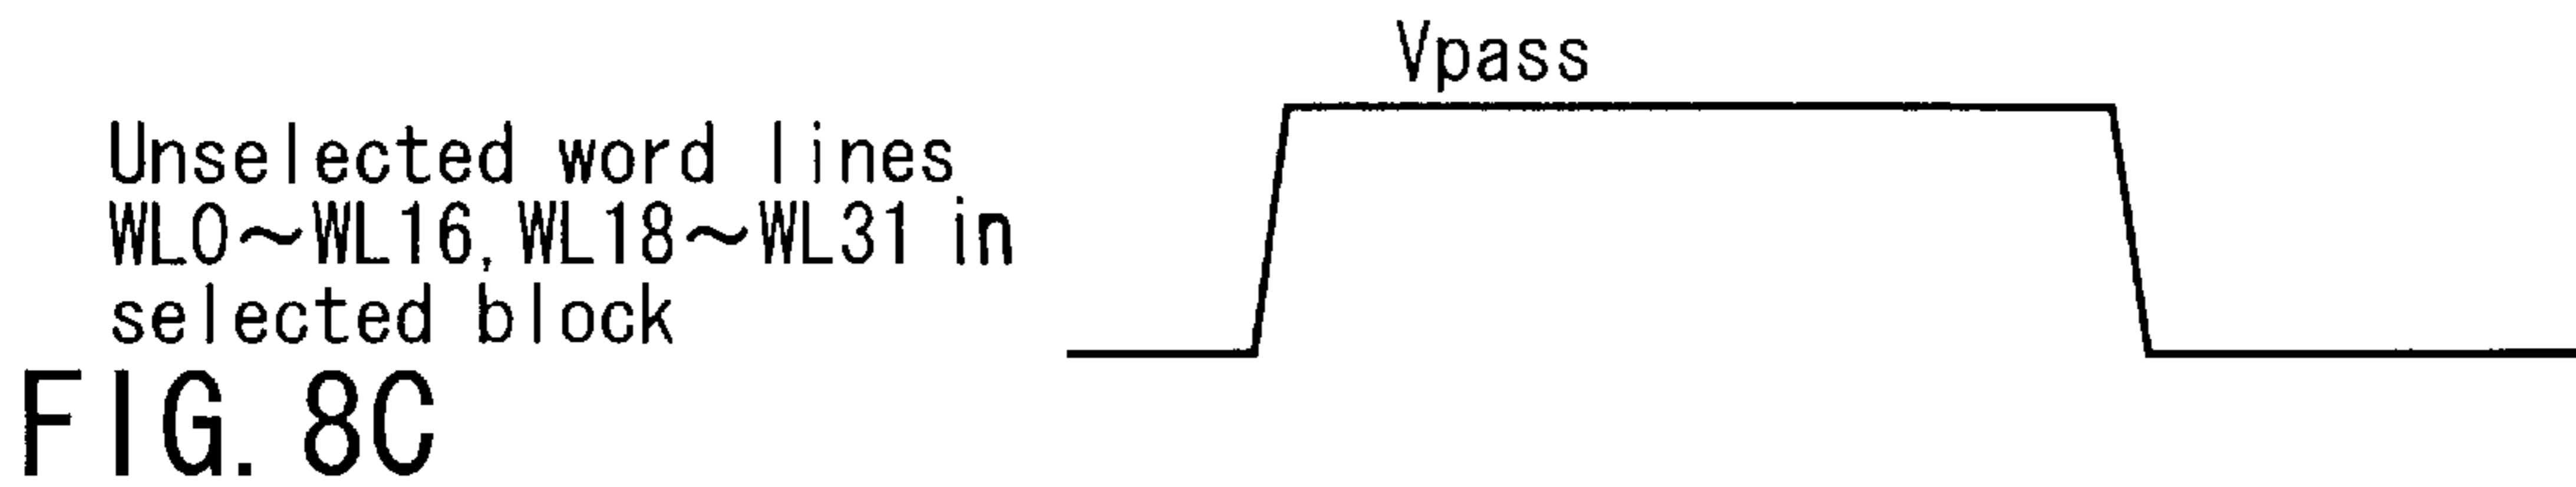 Vpass
Unselected word lines
WL0～WL16, WL18～WL31 in
selected block
FIG. 8C